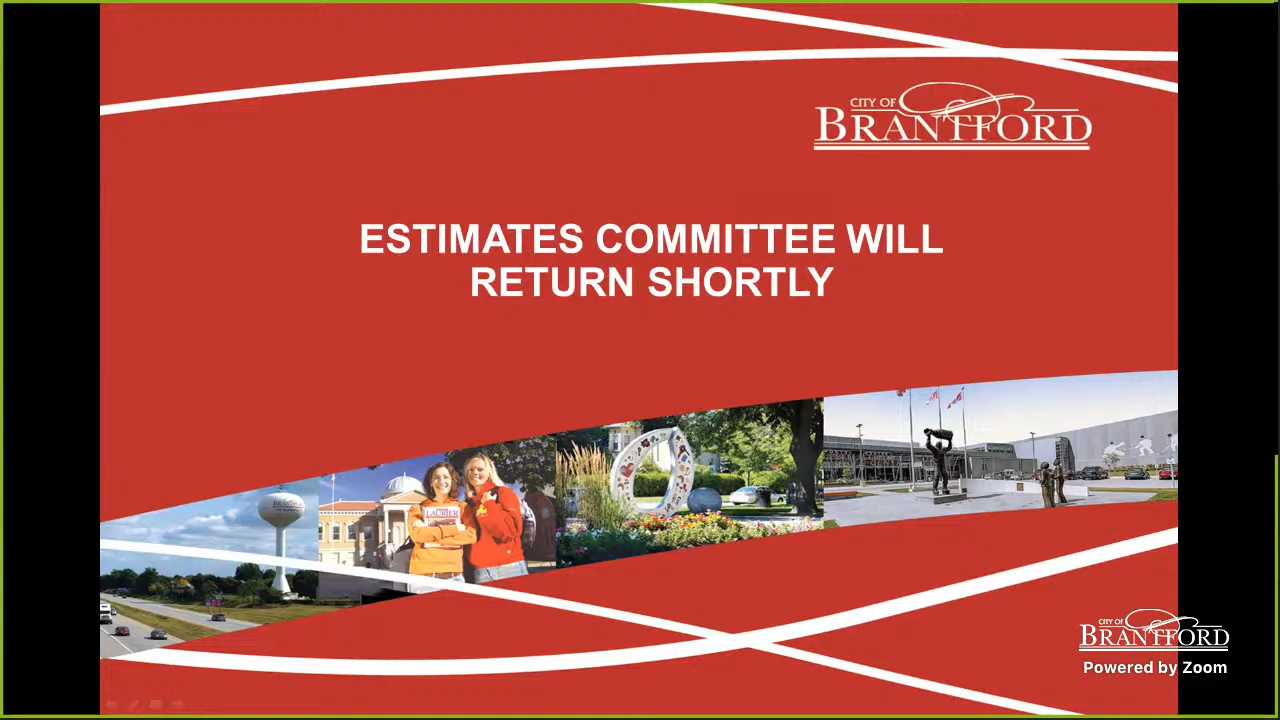 CITY OF
BRANTFORD
ESTIMATES COMMITTEE WILL
RETURN SHORTLY
LAURIER
CITY OF
BRANTFORD
Powered by Zoom